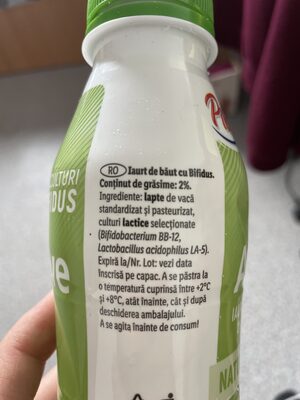 RO Iaurt de băut cu Bifidus.
Conținut de grăsime: 2%.
Ingrediente: lapte de vacă
standardizat și pasteurizat,
culturi lactice selecționate
(Bifidobacterium BB-12,
Lactobacillus acidophilus LA-5).
Expiră la/Nr. Lot: vezi data
înscrisă pe capac. A se păstra la
o temperatură cuprinsă între +2°C
și +8°C, atât înainte, cât și după
deschiderea ambalajului.
A se agita înainte de consum!